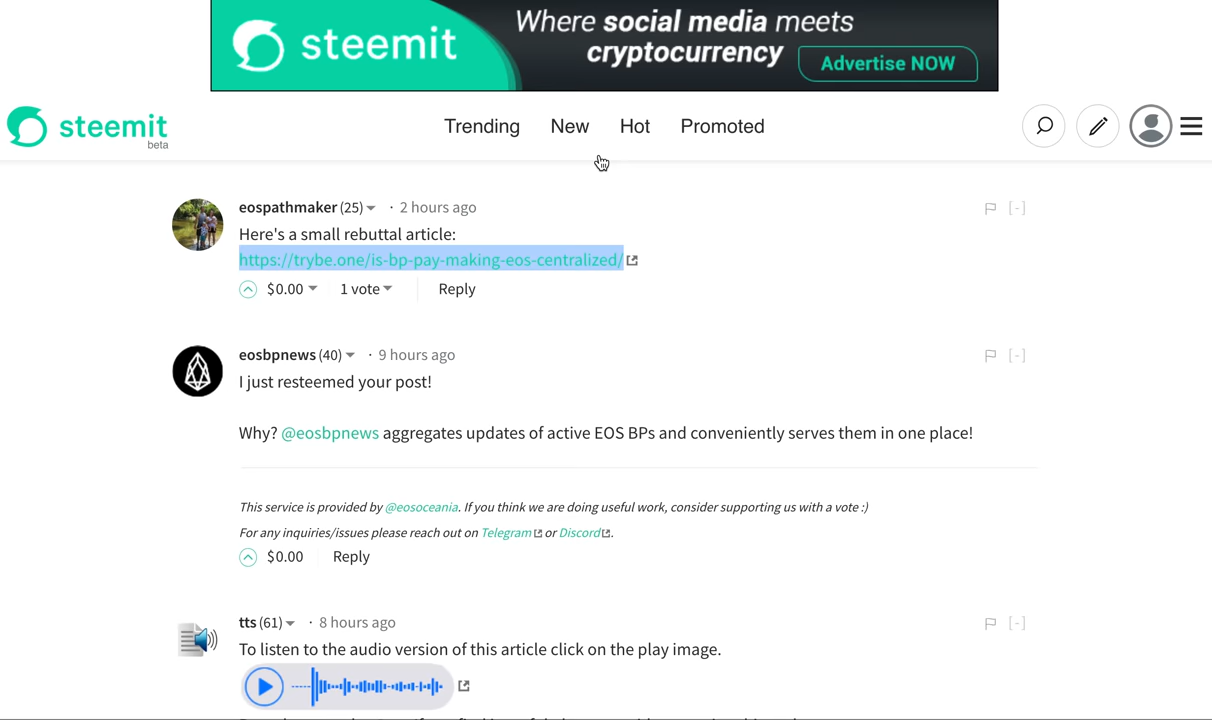 steemit
Where social media meets
cryptocurrency
Advertise NOW
steemit
beta
Trending New Hot Promoted
eospathmaker (25) · 2 hours ago [-]
Here's a small rebuttal article:
https://trybe.one/is-bp-pay-making-eos-centralized/
$0.00 1 vote Reply
eosbpnews (40) · 9 hours ago [-]
I just resteemed your post!
Why? @eosbpnews aggregates updates of active EOS BPs and conveniently serves them in one place!
This service is provided by @eosoceania. If you think we are doing useful work, consider supporting us with a vote :)
For any inquiries/issues please reach out on Telegram or Discord.
$0.00 Reply
tts (61) · 8 hours ago [-]
To listen to the audio version of this article click on the play image.